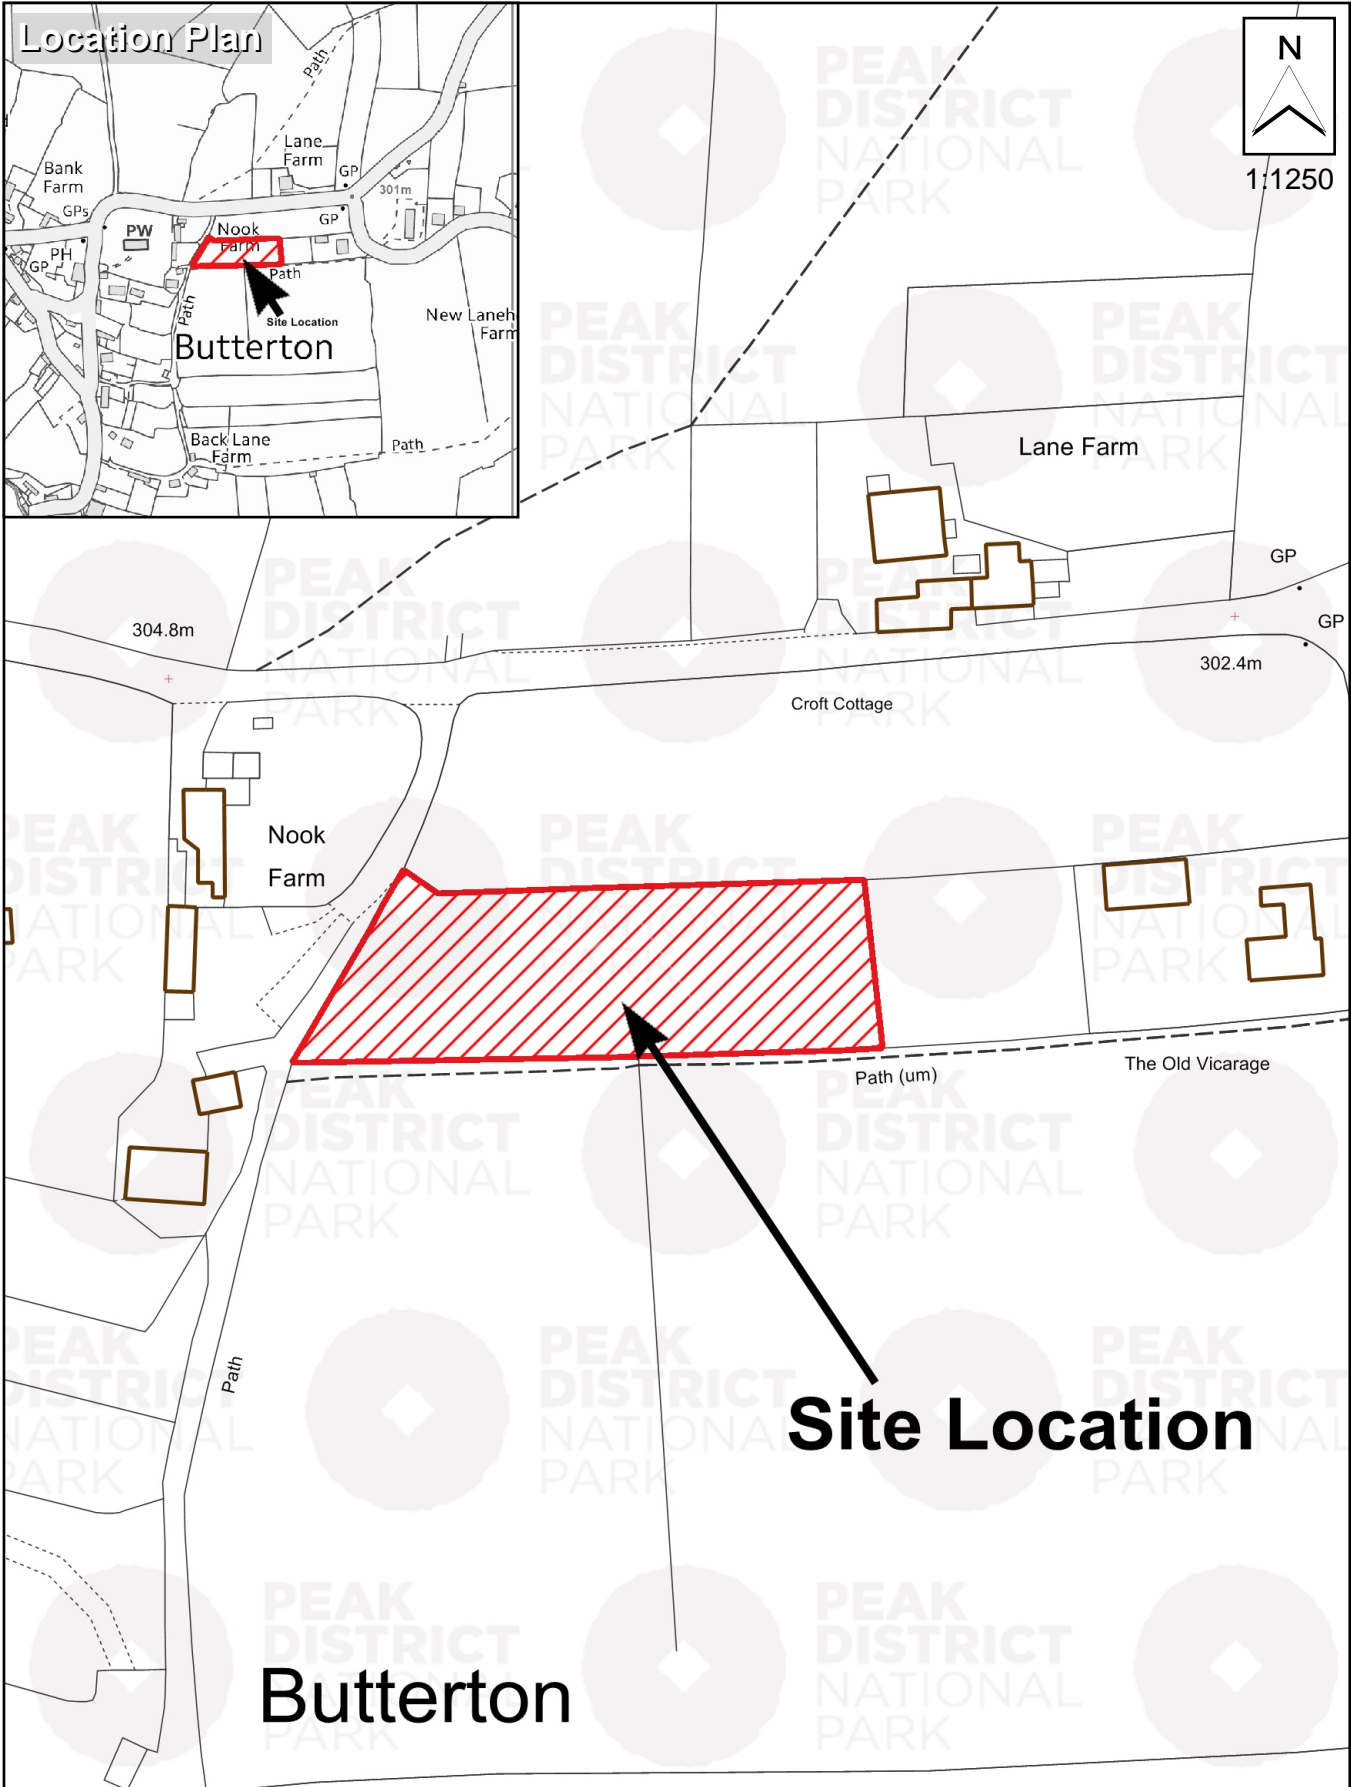 Location Plan
Path
Lane
Farm
GP
Bank
Farm
301m
GPs
GP
PW
Nook
Farm
PH
GP
Path
Path
Site Location
New Laneh
Farm
Butterton
Back Lane
Farm
Path
N
1:1250
Lane Farm
GP
GP
304.8m
302.4m
Croft Cottage
Nook
Farm
The Old Vicarage
Path (um)
Path
Site Location
Butterton
PEAK
DISTRICT
NATIONAL
PARK